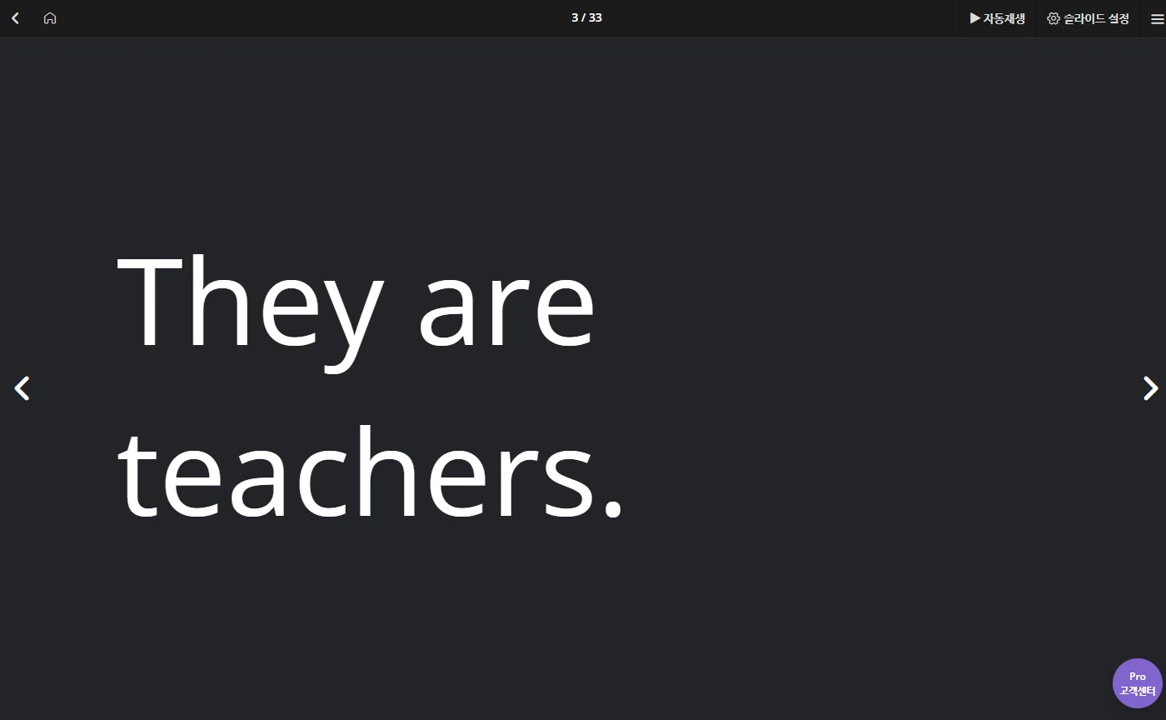 3 / 33
▶ 자동재생
슬라이드 설정
They are
teachers.
Pro
고객센터